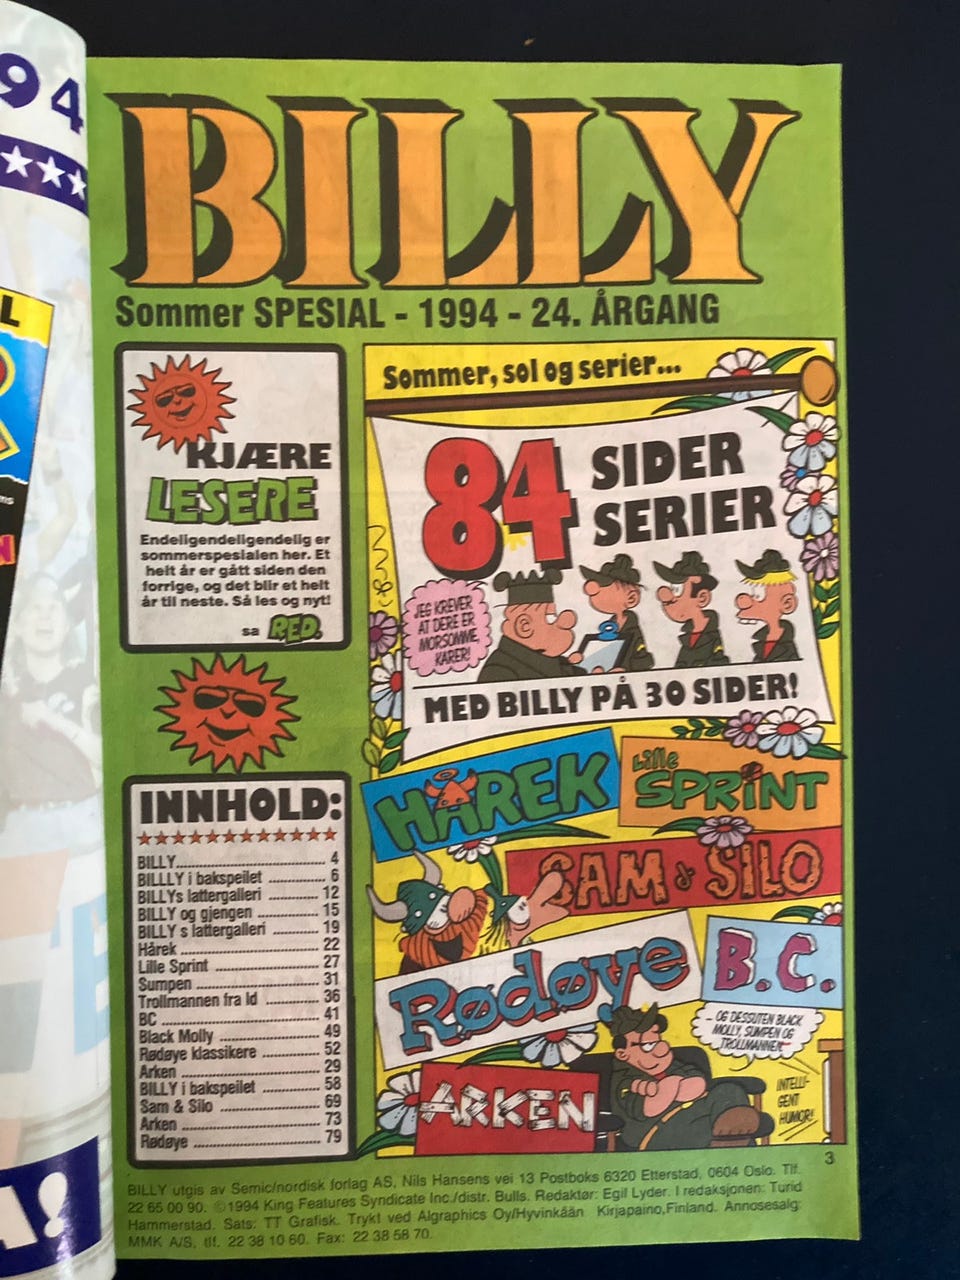 94
L
BILLY
Sommer SPESIAL - 1994 - 24. ÅRGANG
KJÆRE
LESERE
Endeligendeligendelig er
sommerspesialen her. Et
helt år er gått siden den
forrige, og det blir et helt
år til neste. Så les og nyt!
sa RED.
Sommer, sol og serier...
84 SIDER
SERIER
JEG KREVER
AT DERE ER
MORSOMME,
KARER!
MED BILLY PÅ 30 SIDER!
INNHOLD:
BILLY 4
BILLLY i bakspeilet 6
BILLYs lattergalleri 12
BILLY og gjengen 15
BILLY s lattergalleri 19
Hårek 22
Lille Sprint 27
Sumpen 31
Trollmannen fra Id 36
BC 41
Black Molly 49
Rødøye klassikere 52
Arken 29
BILLY i bakspeilet 58
Sam & Silo 69
Arken 73
Rødøye 79
HÅREK
Lille
SPRINT
SAM & SILO
Rødøye
B.C.
... OG DESSUTEN BLACK
MOLLY, SUMPEN OG
TROLLMANNEN!
ARKEN
INTELLI-
GENT
HUMOR!
3
BILLY utgis av Semic/nordisk forlag AS, Nils Hansens vei 13 Postboks 6320 Etterstad, 0604 Oslo. Tlf.
22 65 00 90. ©1994 King Features Syndicate Inc./distr. Bulls. Redaktør: Egil Lyder. I redaksjonen: Turid
Hammerstad. Sats: TT Grafisk. Trykt ved Algraphics Oy/Hyvinkään Kirjapaino,Finland. Annonsesalg:
MMK A/S, tlf. 22 38 10 60. Fax: 22 38 58 70.
A!